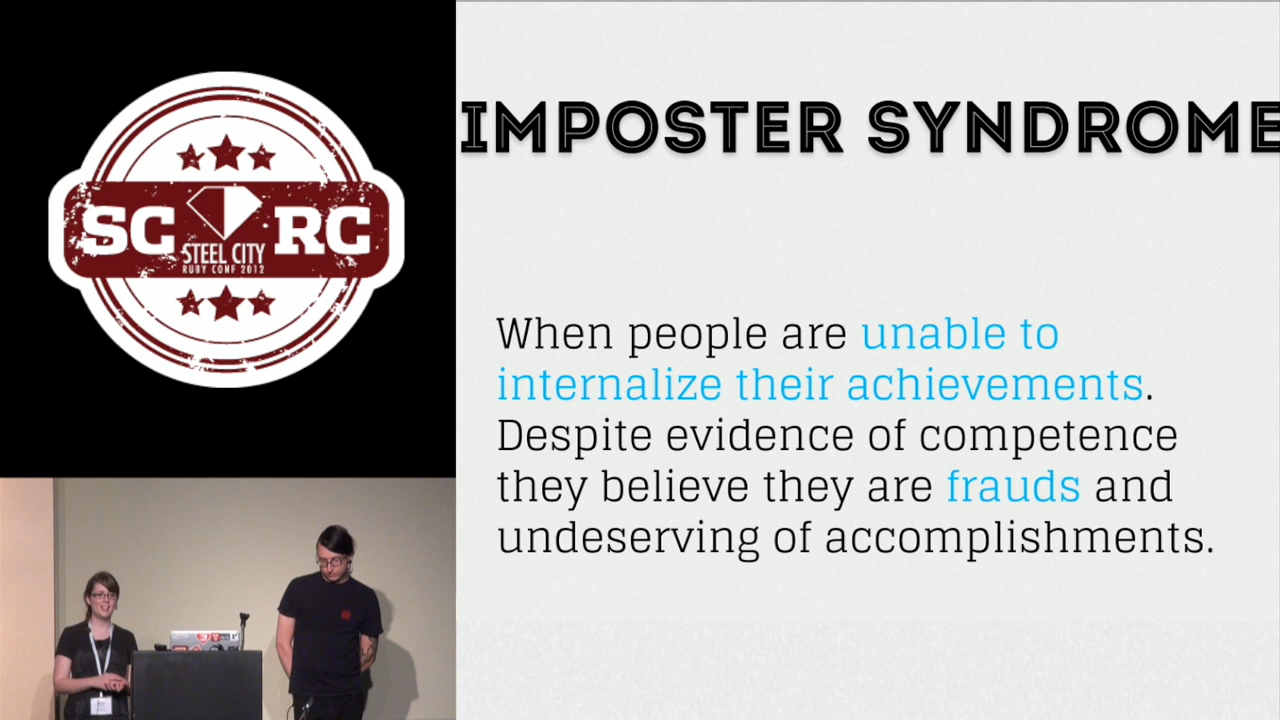 SC RC
STEEL CITY
RUBY CONF 2012
IMPOSTER SYNDROME
When people are unable to
internalize their achievements.
Despite evidence of competence
they believe they are frauds and
undeserving of accomplishments.